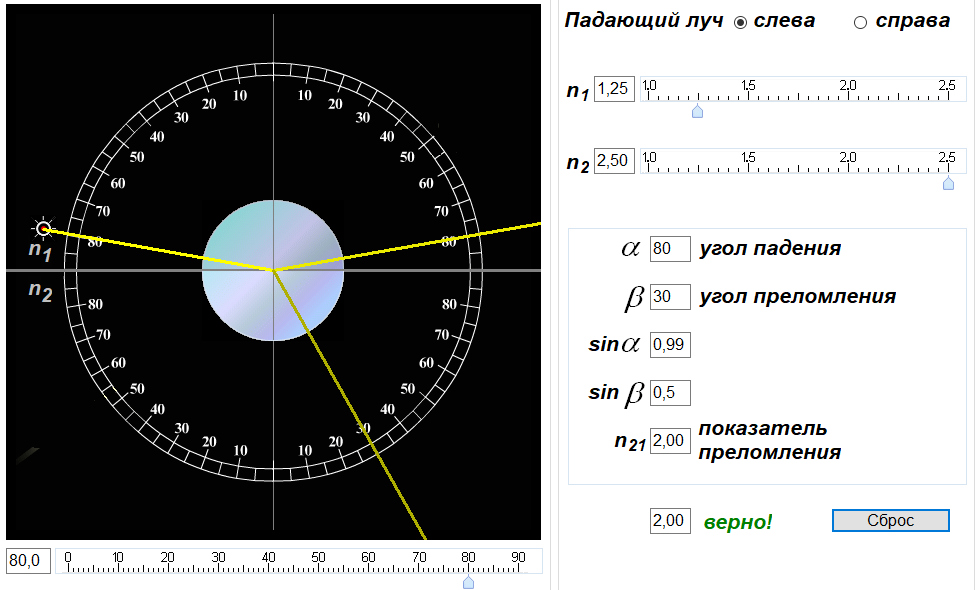 Падающий луч слева справа
n1 1,25 1.0 1.5 2.0 2.5
n2 2,50 1.0 1.5 2.0 2.5
10 10
20 20
30 30
40 40
50 50
60 60
70 70
80 80
n1
n2
80 80
70 70
60 60
50 50
40 40
30 30
20 20
10 10
α 80 угол падения
β 30 угол преломления
sin α 0,99
sin β 0,5
n21 2,00 показатель
преломления
2,00 верно! Сброс
80,0 0 10 20 30 40 50 60 70 80 90